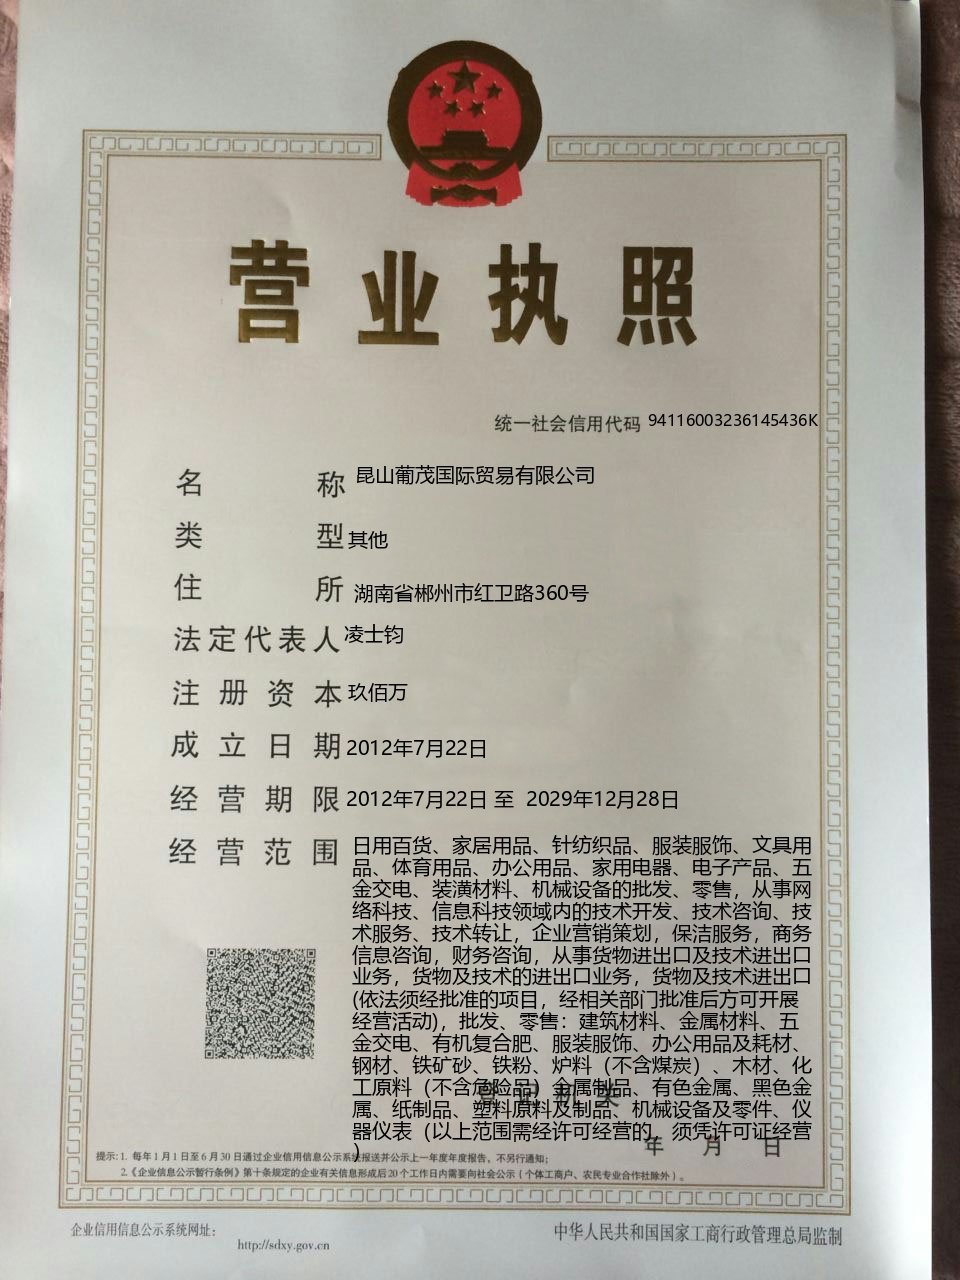 营业执照
统一社会信用代码 94116003236145436K
名称 昆山葡茂国际贸易有限公司
类型 其他
住所 湖南省郴州市红卫路360号
法定代表人 凌士钧
注册资本 玖佰万
成立日期 2012年7月22日
经营期限 2012年7月22日 至 2029年12月28日
经营范围 日用百货、家居用品、针纺织品、服装服饰、文具用
品、体育用品、办公用品、家用电器、电子产品、五
金交电、装潢材料、机械设备的批发、零售，从事网
络科技、信息科技领域内的技术开发、技术咨询、技
术服务、技术转让，企业营销策划，保洁服务，商务
信息咨询，财务咨询，从事货物进出口及技术进出口
业务，货物及技术的进出口业务，货物及技术进出口
(依法须经批准的项目，经相关部门批准后方可开展
经营活动)，批发、零售：建筑材料、金属材料、五
金交电、有机复合肥、服装服饰、办公用品及耗材、
钢材、铁矿砂、铁粉、炉料（不含煤炭）、木材、化
工原料（不含危险品）金属制品、有色金属、黑色金
属、纸制品、塑料原料及制品、机械设备及零件、仪
器仪表（以上范围需经许可经营的，须凭许可证经营
）
登记机关
年 月 日
提示：1. 每年1月1日至6月30日通过企业信用信息公示系统报送并公示上一年度年度报告，不另行通知；
2.《企业信息公示暂行条例》第十条规定的企业有关信息形成后20个工作日内需要向社会公示（个体工商户、农民专业合作社除外）。
企业信用信息公示系统网址：
http://sdxy.gov.cn
中华人民共和国国家工商行政管理总局监制